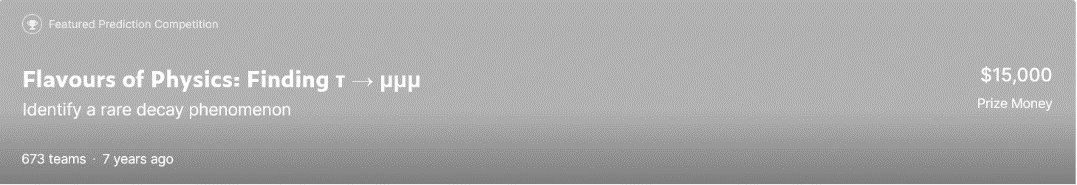 Featured Prediction Competition
Flavours of Physics: Finding τ → μμμ
$15,000
Identify a rare decay phenomenon
Prize Money
673 teams · 7 years ago